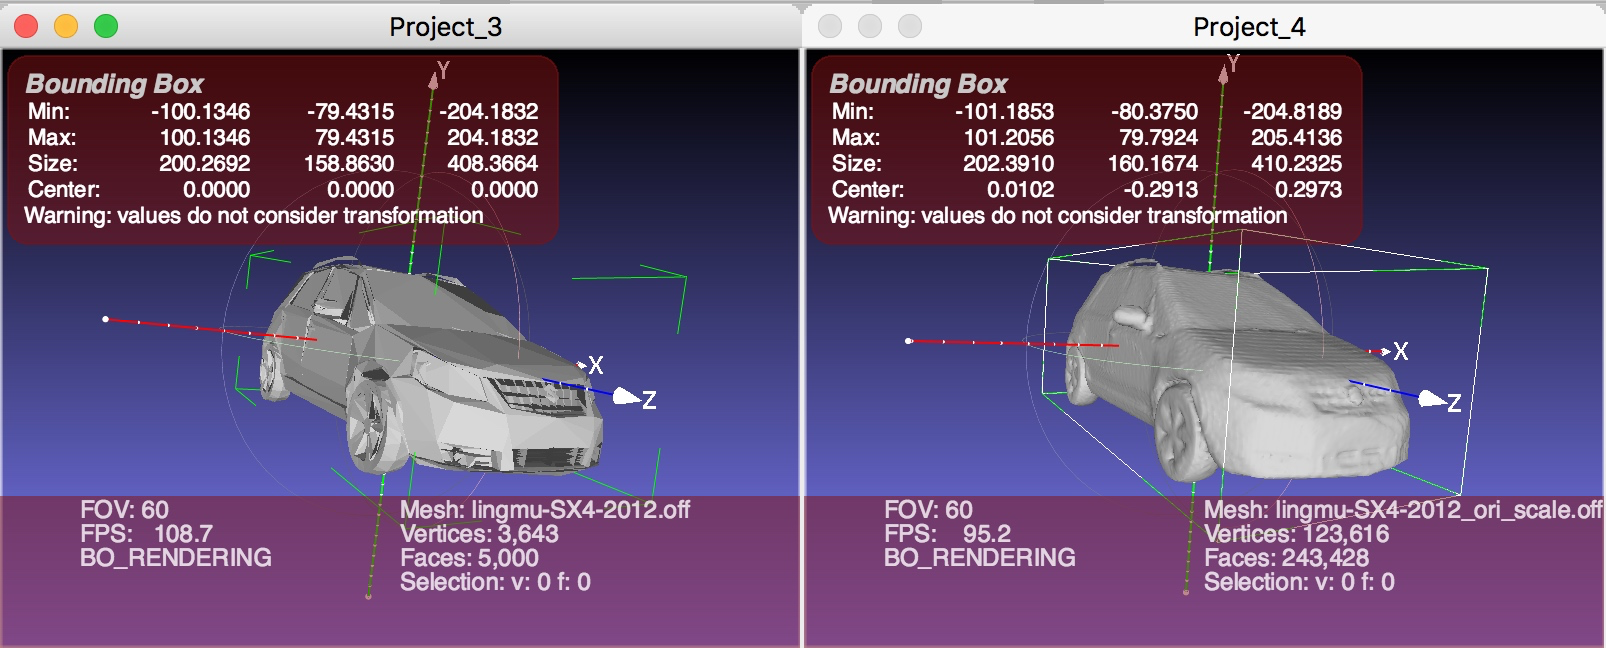 Project_3
Bounding Box
Min: -100.1346 -79.4315 -204.1832
Max: 100.1346 79.4315 204.1832
Size: 200.2692 158.8630 408.3664
Center: 0.0000 0.0000 0.0000
Warning: values do not consider transformation
Y
X
Z
FOV: 60
FPS: 108.7
BO_RENDERING
Mesh: lingmu-SX4-2012.off
Vertices: 3,643
Faces: 5,000
Selection: v: 0 f: 0
Project_4
Bounding Box
Min: -101.1853 -80.3750 -204.8189
Max: 101.2056 79.7924 205.4136
Size: 202.3910 160.1674 410.2325
Center: 0.0102 -0.2913 0.2973
Warning: values do not consider transformation
Y
X
Z
FOV: 60
FPS: 95.2
BO_RENDERING
Mesh: lingmu-SX4-2012_ori_scale.off
Vertices: 123,616
Faces: 243,428
Selection: v: 0 f: 0